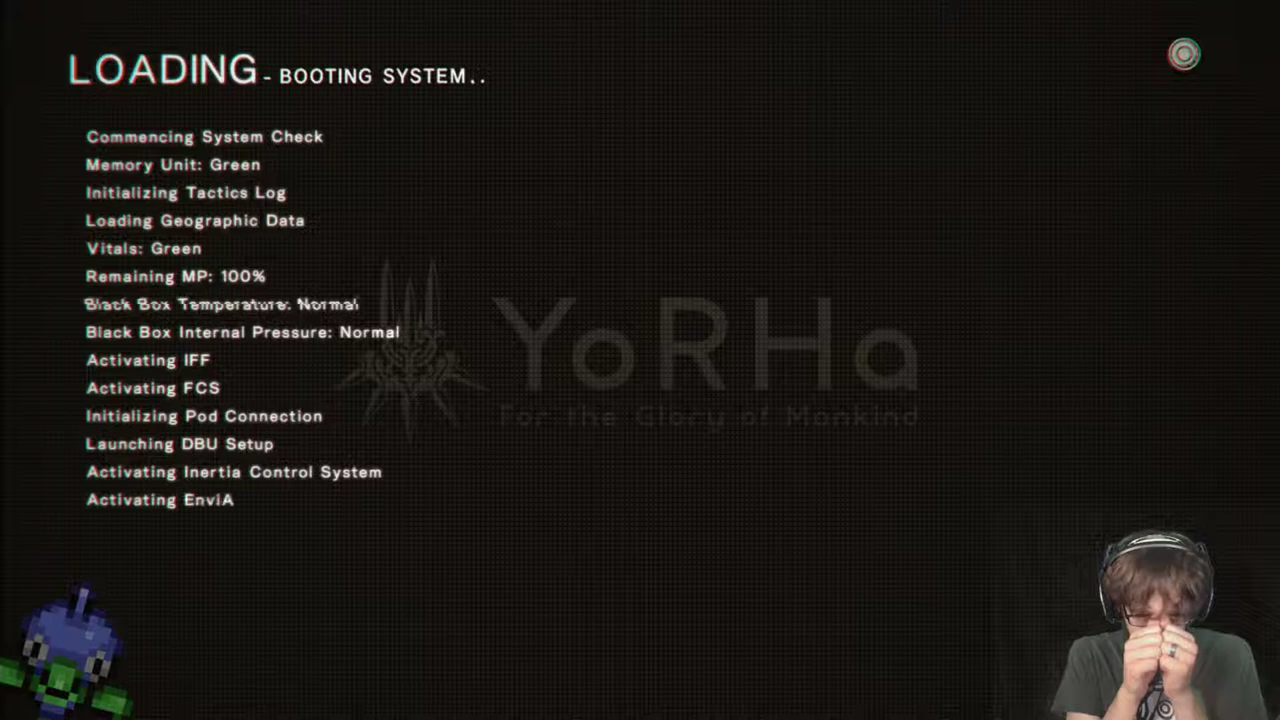 LOADING - BOOTING SYSTEM..
Commencing System Check
Memory Unit: Green
Initializing Tactics Log
Loading Geographic Data
Vitals: Green
Remaining MP: 100%
Black Box Temperature: Normal
Black Box Internal Pressure: Normal
Activating IFF
Activating FCS
Initializing Pod Connection
Launching DBU Setup
Activating Inertia Control System
Activating EnviA
YoRHa
For the Glory of Mankind